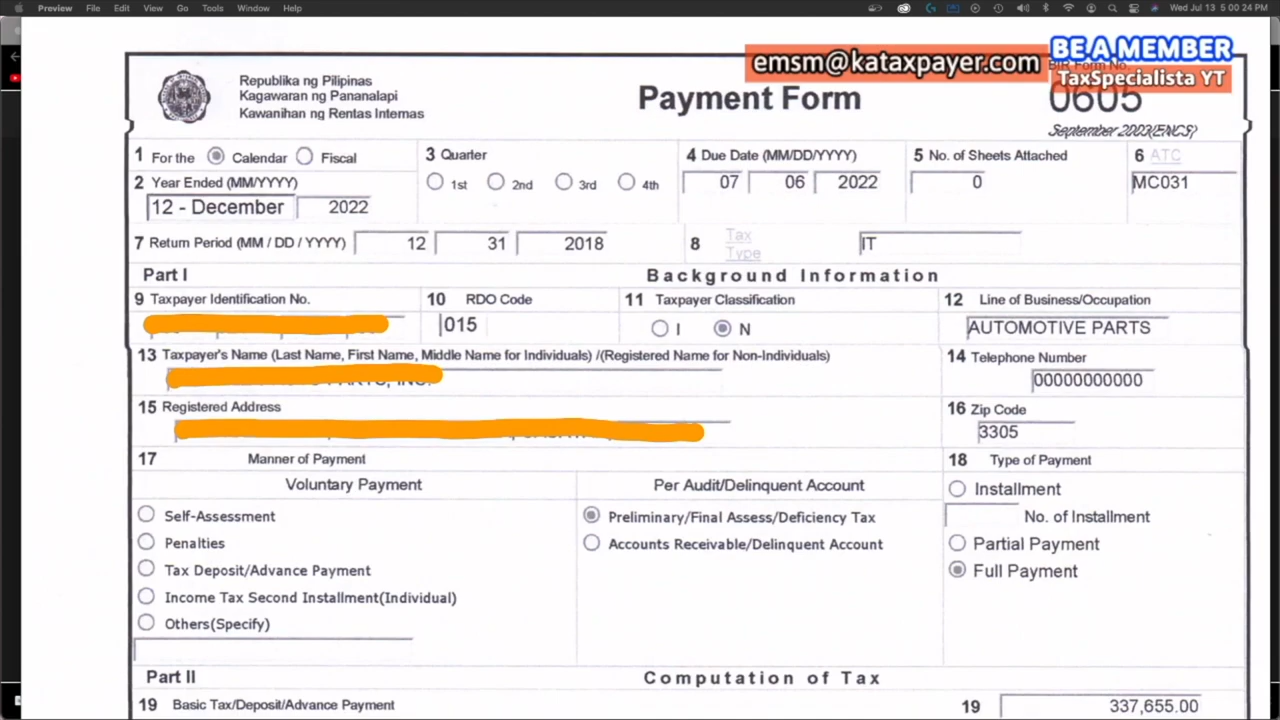 Preview File Edit View Go Tools Window Help Wed Jul 13 5:00:24 PM
emsm@kataxpayer.com BE A MEMBER
TaxSpecialista YT
Republika ng Pilipinas
Kagawaran ng Pananalapi
Kawanihan ng Rentas Internas
Payment Form
BIR Form No.
0605
September 2003(ENCS)
1 For the Calendar Fiscal
2 Year Ended (MM/YYYY)
12 - December 2022
3 Quarter
1st 2nd 3rd 4th
4 Due Date (MM/DD/YYYY)
07 06 2022
5 No. of Sheets Attached
0
6 ATC
MC031
7 Return Period (MM / DD / YYYY) 12 31 2018
8 Tax Type IT
Part I Background Information
9 Taxpayer Identification No.
10 RDO Code
015
11 Taxpayer Classification
I N
12 Line of Business/Occupation
AUTOMOTIVE PARTS
13 Taxpayer's Name (Last Name, First Name, Middle Name for Individuals) /(Registered Name for Non-Individuals)
14 Telephone Number
00000000000
15 Registered Address
16 Zip Code
3305
17 Manner of Payment
18 Type of Payment
Voluntary Payment
Per Audit/Delinquent Account
Self-Assessment
Penalties
Tax Deposit/Advance Payment
Income Tax Second Installment(Individual)
Others(Specify)
Preliminary/Final Assess/Deficiency Tax
Accounts Receivable/Delinquent Account
Installment
No. of Installment
Partial Payment
Full Payment
Part II Computation of Tax
19 Basic Tax/Deposit/Advance Payment 19 337,655.00